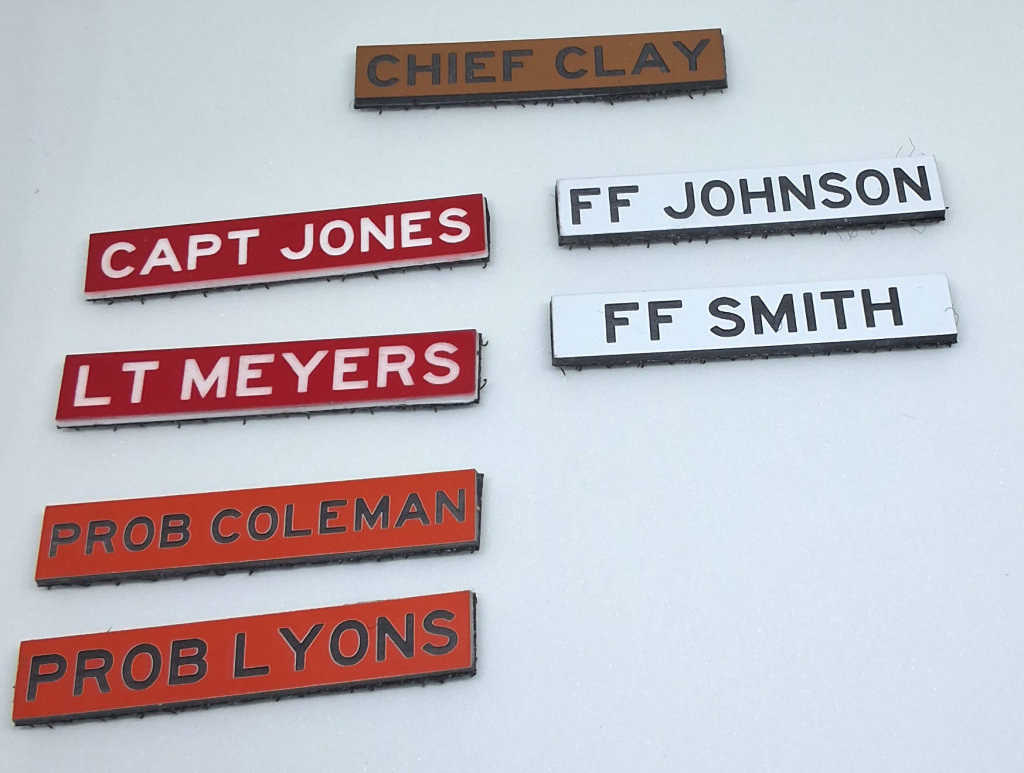 CHIEF CLAY
CAPT JONES
LT MEYERS
PROB COLEMAN
PROB LYONS
FF JOHNSON
FF SMITH